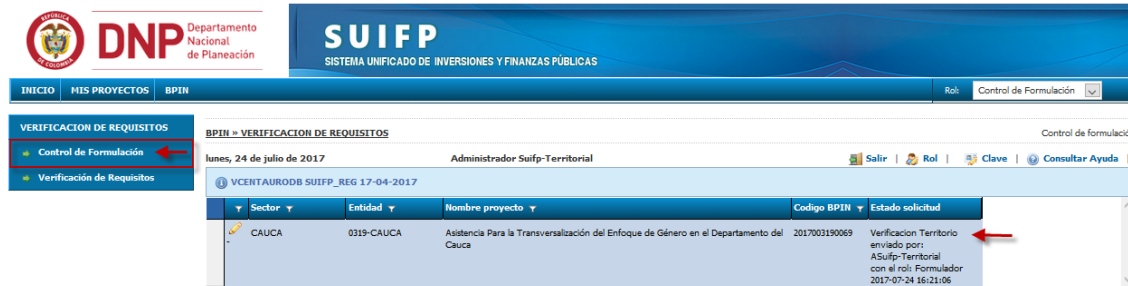 REPÚBLICA
DE COLOMBIA
DNP
Departamento
Nacional
de Planeación
SUIFP
SISTEMA UNIFICADO DE INVERSIONES Y FINANZAS PÚBLICAS
INICIO MIS PROYECTOS BPIN
Rol: Control de Formulación
VERIFICACION DE REQUISITOS
Control de Formulación
Verificación de Requisitos
BPIN » VERIFICACION DE REQUISITOS
Control de formulació
lunes, 24 de julio de 2017 Administrador Suifp-Territorial Salir | Rol | Clave | Consultar Ayuda |
VCENTAURODB SUIFP_REG 17-04-2017
Sector Entidad Nombre proyecto Codigo BPIN Estado solicitud
CAUCA 0319-CAUCA Asistencia Para la Transversalización del Enfoque de Género en el Departamento del 2017003190069 Verificacion Territorio
Cauca enviado por:
ASuifp-Territorial
con el rol: Formulador
2017-07-24 16:21:06